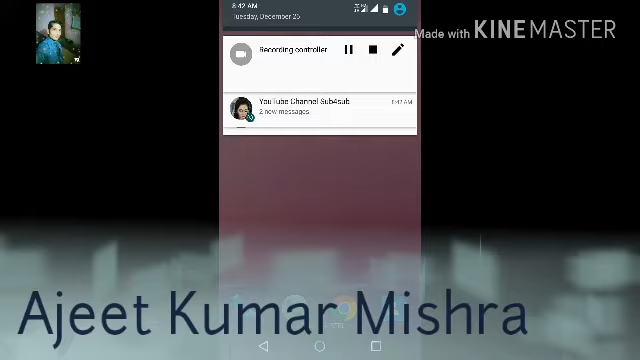 8:42 AM
Tuesday, December 26
Made with KINEMASTER
Recording controller
YouTube Channel Sub4sub
8:42 AM
2 new messages
Ajeet Kumar Mishra